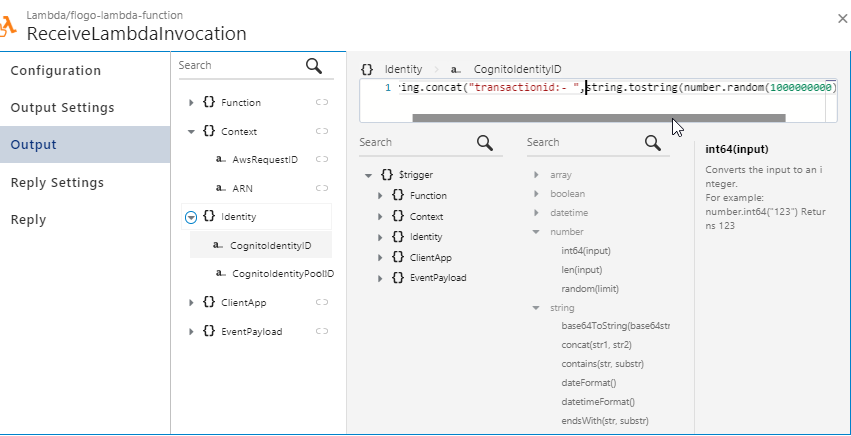 Lambda/flogo-lambda-function
ReceiveLambdaInvocation
Configuration
Output Settings
Output
Reply Settings
Reply
Search
{} Function
{} Context
a.. AwsRequestID
a.. ARN
{} Identity
a.. CognitoIdentityID
a.. CognitoIdentityPoolID
{} ClientApp
{} EventPayload
{} Identity a.. CognitoIdentityID
1 ring.concat("transactionid:- ",string.tostring(number.random(1000000000)
Search
{} $trigger
{} Function
{} Context
{} Identity
{} ClientApp
{} EventPayload
Search
array
boolean
datetime
number
int64(input)
len(input)
random(limit)
string
base64ToString(base64str
concat(str1, str2)
contains(str, substr)
dateFormat()
datetimeFormat()
endsWith(str, substr)
int64(input)
Converts the input to an i
nteger.
For example:
number.int64("123") Retur
ns 123